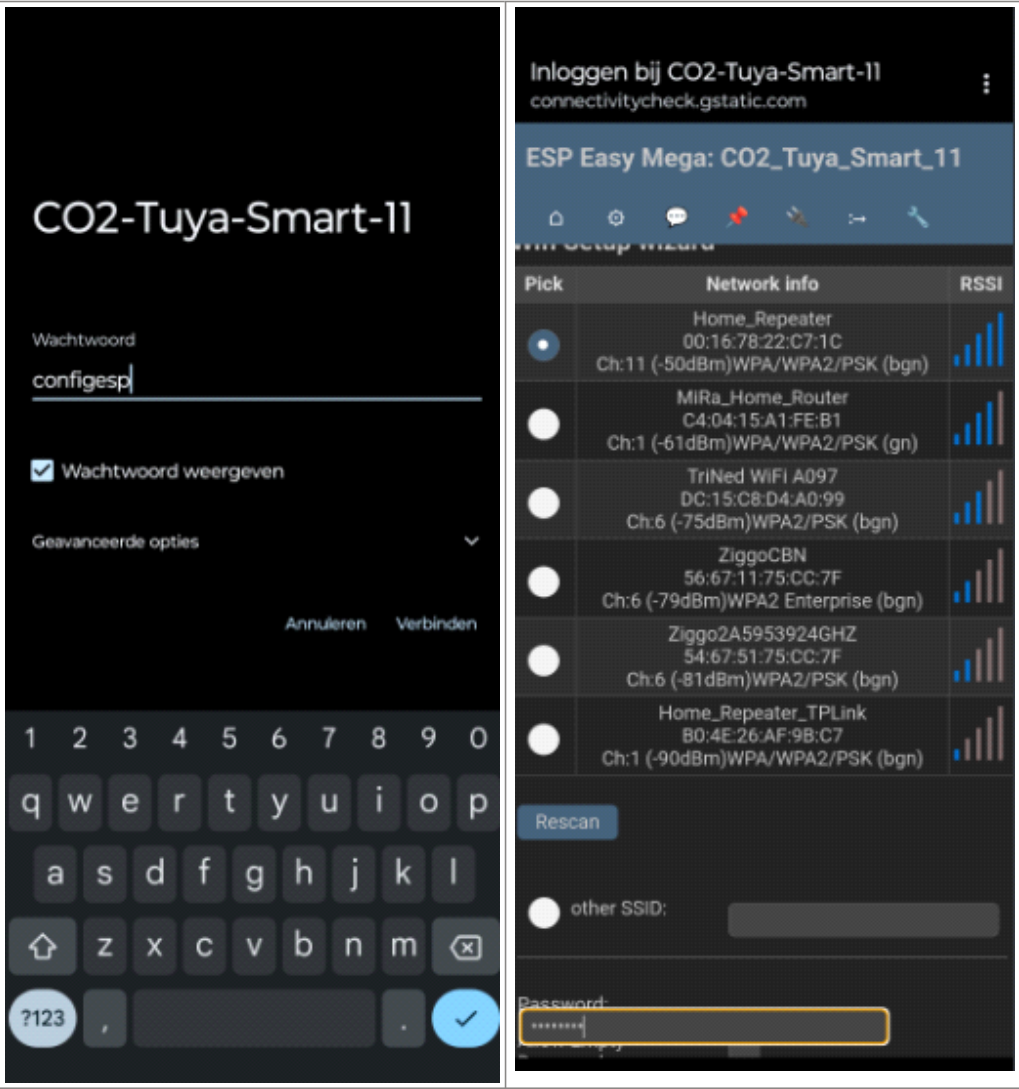 CO2-Tuya-Smart-11
Wachtwoord
configesp
Wachtwoord weergeven
Geavanceerde opties
Annuleren Verbinden
1 2 3 4 5 6 7 8 9 0
q w e r t y u i o p
a s d f g h j k l
z x c v b n m
?123 , .
Inloggen bij CO2-Tuya-Smart-11
connectivitycheck.gstatic.com
ESP Easy Mega: CO2_Tuya_Smart_11
Wifi Setup wizard
Pick Network info RSSI
Home_Repeater
00:16:78:22:C7:1C
Ch:11 (-50dBm)WPA/WPA2/PSK (bgn)
MiRa_Home_Router
C4:04:15:A1:FE:B1
Ch:1 (-61dBm)WPA/WPA2/PSK (gn)
TriNed WiFi A097
DC:15:C8:D4:A0:99
Ch:6 (-75dBm)WPA2/PSK (bgn)
ZiggoCBN
56:67:11:75:CC:7F
Ch:6 (-79dBm)WPA2 Enterprise (bgn)
Ziggo2A5953924GHZ
54:67:51:75:CC:7F
Ch:6 (-81dBm)WPA2/PSK (bgn)
Home_Repeater_TPLink
B0:4E:26:AF:9B:C7
Ch:1 (-90dBm)WPA/WPA2/PSK (bgn)
Rescan
other SSID:
Password:
••••••••